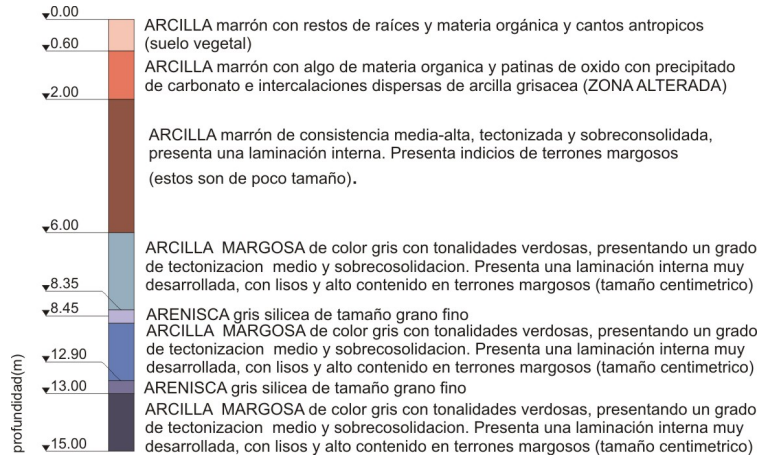 0.00
ARCILLA marrón con restos de raíces y materia orgánica y cantos antropicos
(suelo vegetal)
0.60
ARCILLA marrón con algo de materia organica y patinas de oxido con precipitado
de carbonato e intercalaciones dispersas de arcilla grisacea (ZONA ALTERADA)
2.00
ARCILLA marrón de consistencia media-alta, tectonizada y sobreconsolidada,
presenta una laminación interna. Presenta indicios de terrones margosos
(estos son de poco tamaño).
6.00
ARCILLA MARGOSA de color gris con tonalidades verdosas, presentando un grado
de tectonizacion medio y sobrecosolidacion. Presenta una laminación interna muy
desarrollada, con lisos y alto contenido en terrones margosos (tamaño centimetrico)
8.35
8.45
ARENISCA gris silicea de tamaño grano fino
ARCILLA MARGOSA de color gris con tonalidades verdosas, presentando un grado
de tectonizacion medio y sobrecosolidacion. Presenta una laminación interna muy
desarrollada, con lisos y alto contenido en terrones margosos (tamaño centimetrico)
12.90
13.00
ARENISCA gris silicea de tamaño grano fino
ARCILLA MARGOSA de color gris con tonalidades verdosas, presentando un grado
de tectonizacion medio y sobrecosolidacion. Presenta una laminación interna muy
desarrollada, con lisos y alto contenido en terrones margosos (tamaño centimetrico)
15.00
profundidad(m)